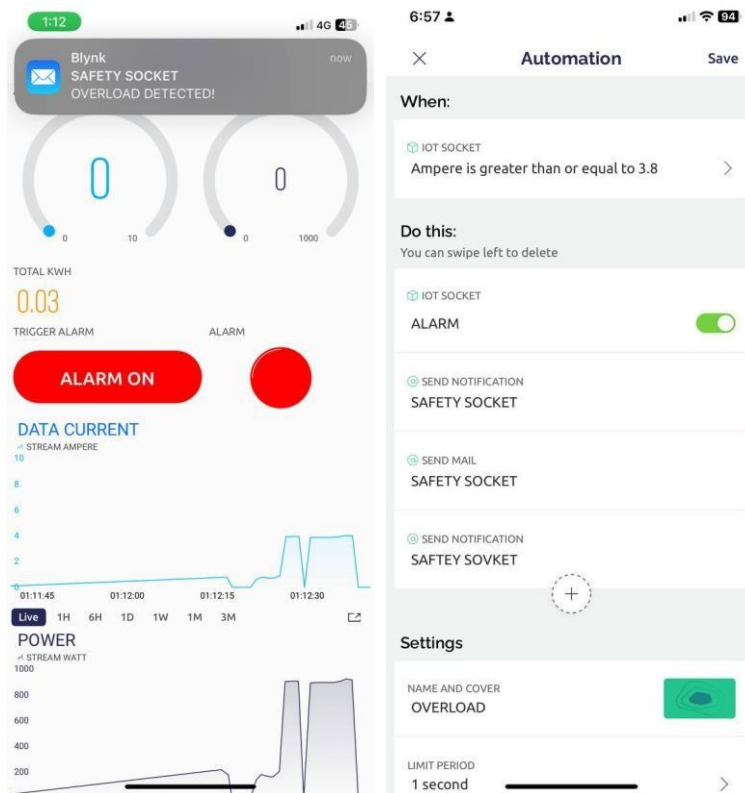 1:12
4G 45
Blynk
now
SAFETY SOCKET
OVERLOAD DETECTED!
0
0
0
10
0
1000
TOTAL KWH
0.03
TRIGGER ALARM
ALARM
ALARM ON
DATA CURRENT
STREAM AMPERE
10
8
6
4
2
0
01:11:45
01:12:00
01:12:15
01:12:30
Live 1H 6H 1D 1W 1M 3M
POWER
STREAM WATT
1000
800
600
400
200
6:57
94
Automation
Save
When:
IOT SOCKET
Ampere is greater than or equal to 3.8
Do this:
You can swipe left to delete
IOT SOCKET
ALARM
SEND NOTIFICATION
SAFETY SOCKET
SEND MAIL
SAFETY SOCKET
SEND NOTIFICATION
SAFTEY SOVKET
Settings
NAME AND COVER
OVERLOAD
LIMIT PERIOD
1 second